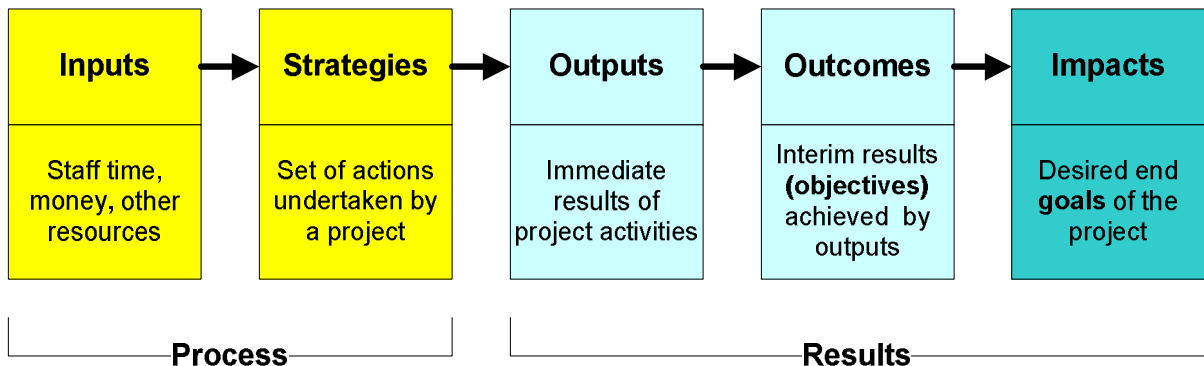 Inputs
Strategies
Outputs
Outcomes
Impacts
Staff time,
money, other
resources
Set of actions
undertaken by
a project
Immediate
results of
project activities
Interim results
(objectives)
achieved by
outputs
Desired end
goals of the
project
Process
Results